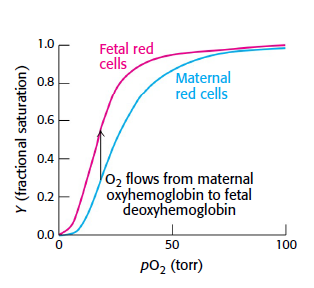 1.0
Fetal red
cells
0.8
Maternal
red cells
0.6
0.4
O₂ flows from maternal
oxyhemoglobin to fetal
deoxyhemoglobin
0.2
0.0
0
50
100
Y (fractional saturation)
pO₂ (torr)